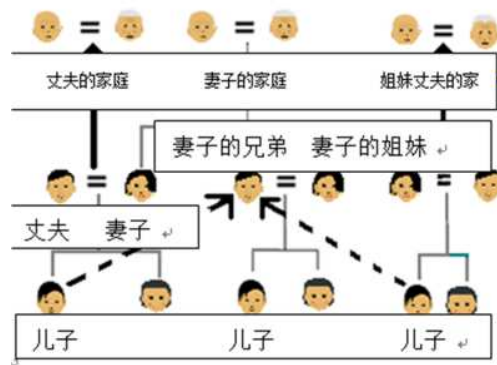 丈夫的家庭 妻子的家庭 姐妹丈夫的家
妻子的兄弟 妻子的姐妹
丈夫 妻子
儿子 儿子 儿子